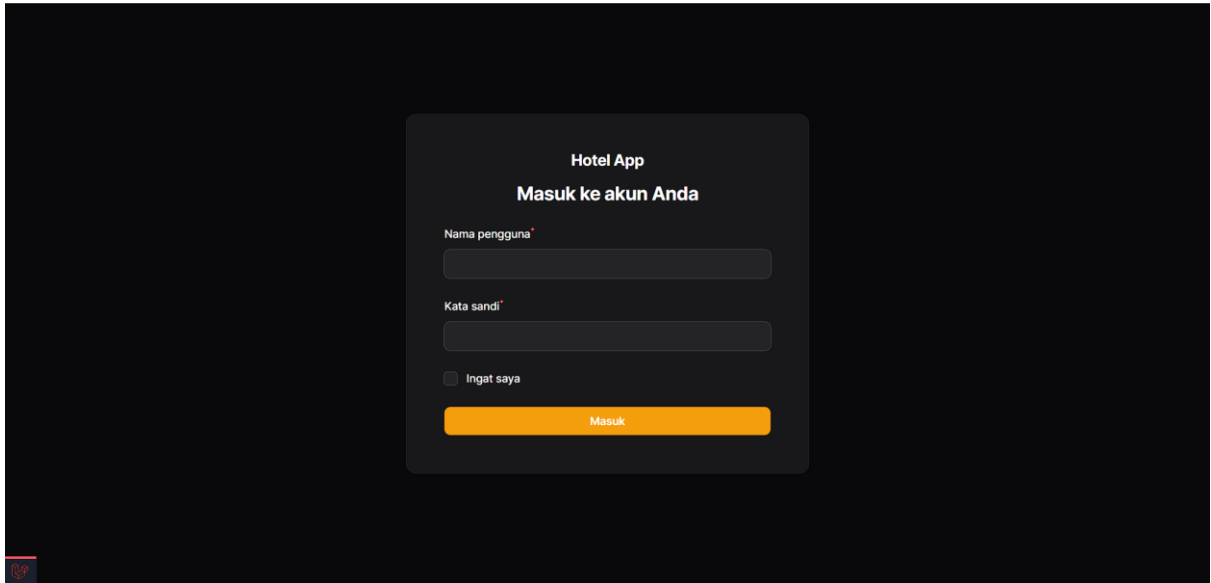 Hotel App
Masuk ke akun Anda
Nama pengguna*
Kata sandi*
Ingat saya
Masuk